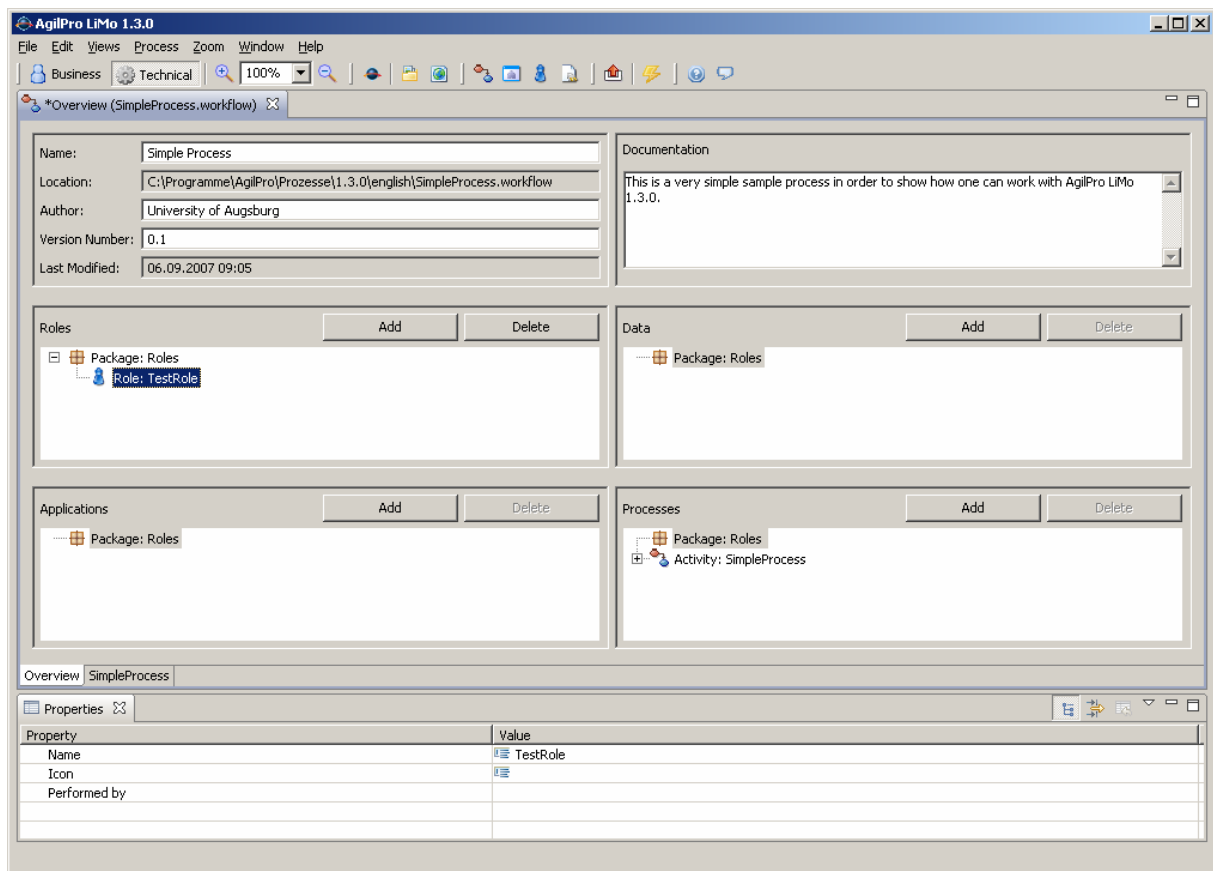 AgilPro LiMo 1.3.0
File Edit Views Process Zoom Window Help
Business Technical 100%
*Overview (SimpleProcess.workflow)
Name: Simple Process
Location: C:\Programme\AgilPro\Prozesse\1.3.0\english\SimpleProcess.workflow
Author: University of Augsburg
Version Number: 0.1
Last Modified: 06.09.2007 09:05
Documentation
This is a very simple sample process in order to show how one can work with AgilPro LiMo
1.3.0.
Roles Add Delete
Package: Roles
Role: TestRole
Data Add Delete
Package: Roles
Applications Add Delete
Package: Roles
Processes Add Delete
Package: Roles
Activity: SimpleProcess
Overview SimpleProcess
Properties
Property Value
Name TestRole
Icon
Performed by